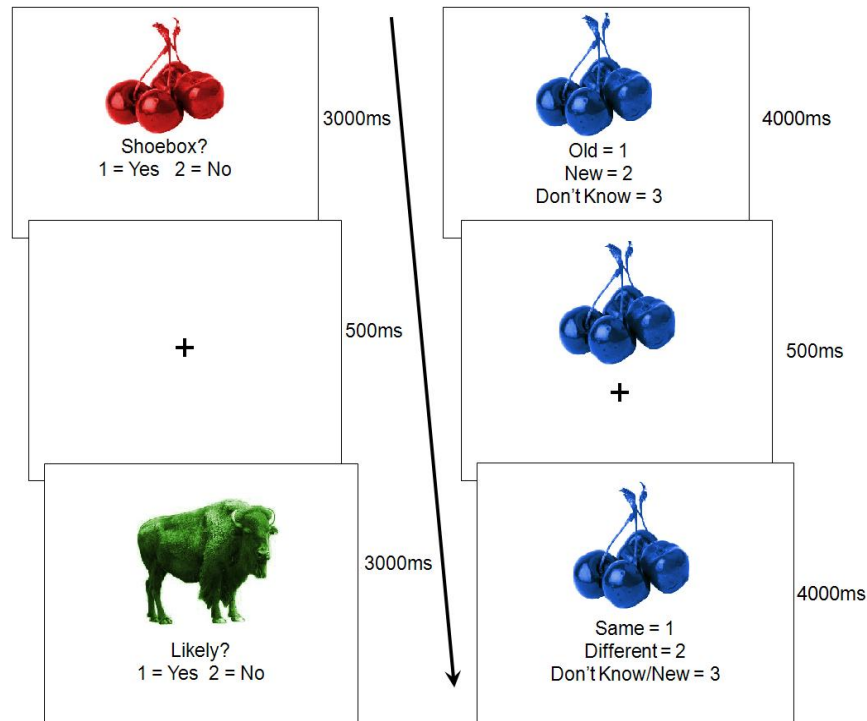 Shoebox?
1 = Yes 2 = No
3000ms
+
500ms
Likely?
1 = Yes 2 = No
3000ms
Old = 1
New = 2
Don't Know = 3
4000ms
+
500ms
Same = 1
Different = 2
Don't Know/New = 3
4000ms